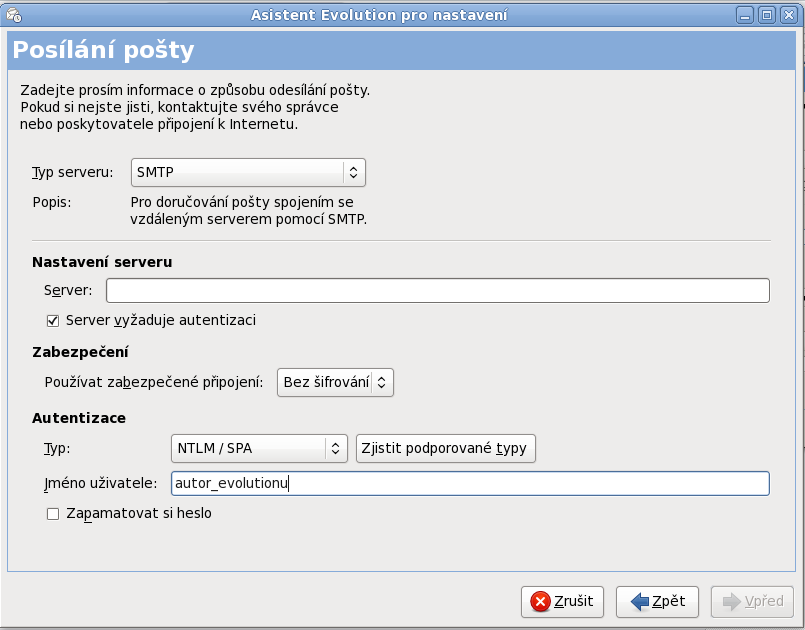 Asistent Evolution pro nastavení
Posílání pošty
Zadejte prosím informace o způsobu odesílání pošty.
Pokud si nejste jisti, kontaktujte svého správce
nebo poskytovatele připojení k Internetu.
Typ serveru: SMTP
Popis: Pro doručování pošty spojením se
vzdáleným serverem pomocí SMTP.
Nastavení serveru
Server:
Server vyžaduje autentizaci
Zabezpečení
Používat zabezpečené připojení: Bez šifrování
Autentizace
Typ: NTLM / SPA Zjistit podporované typy
Jméno uživatele: autor_evolutionu
Zapamatovat si heslo
Zrušit Zpět Vpřed